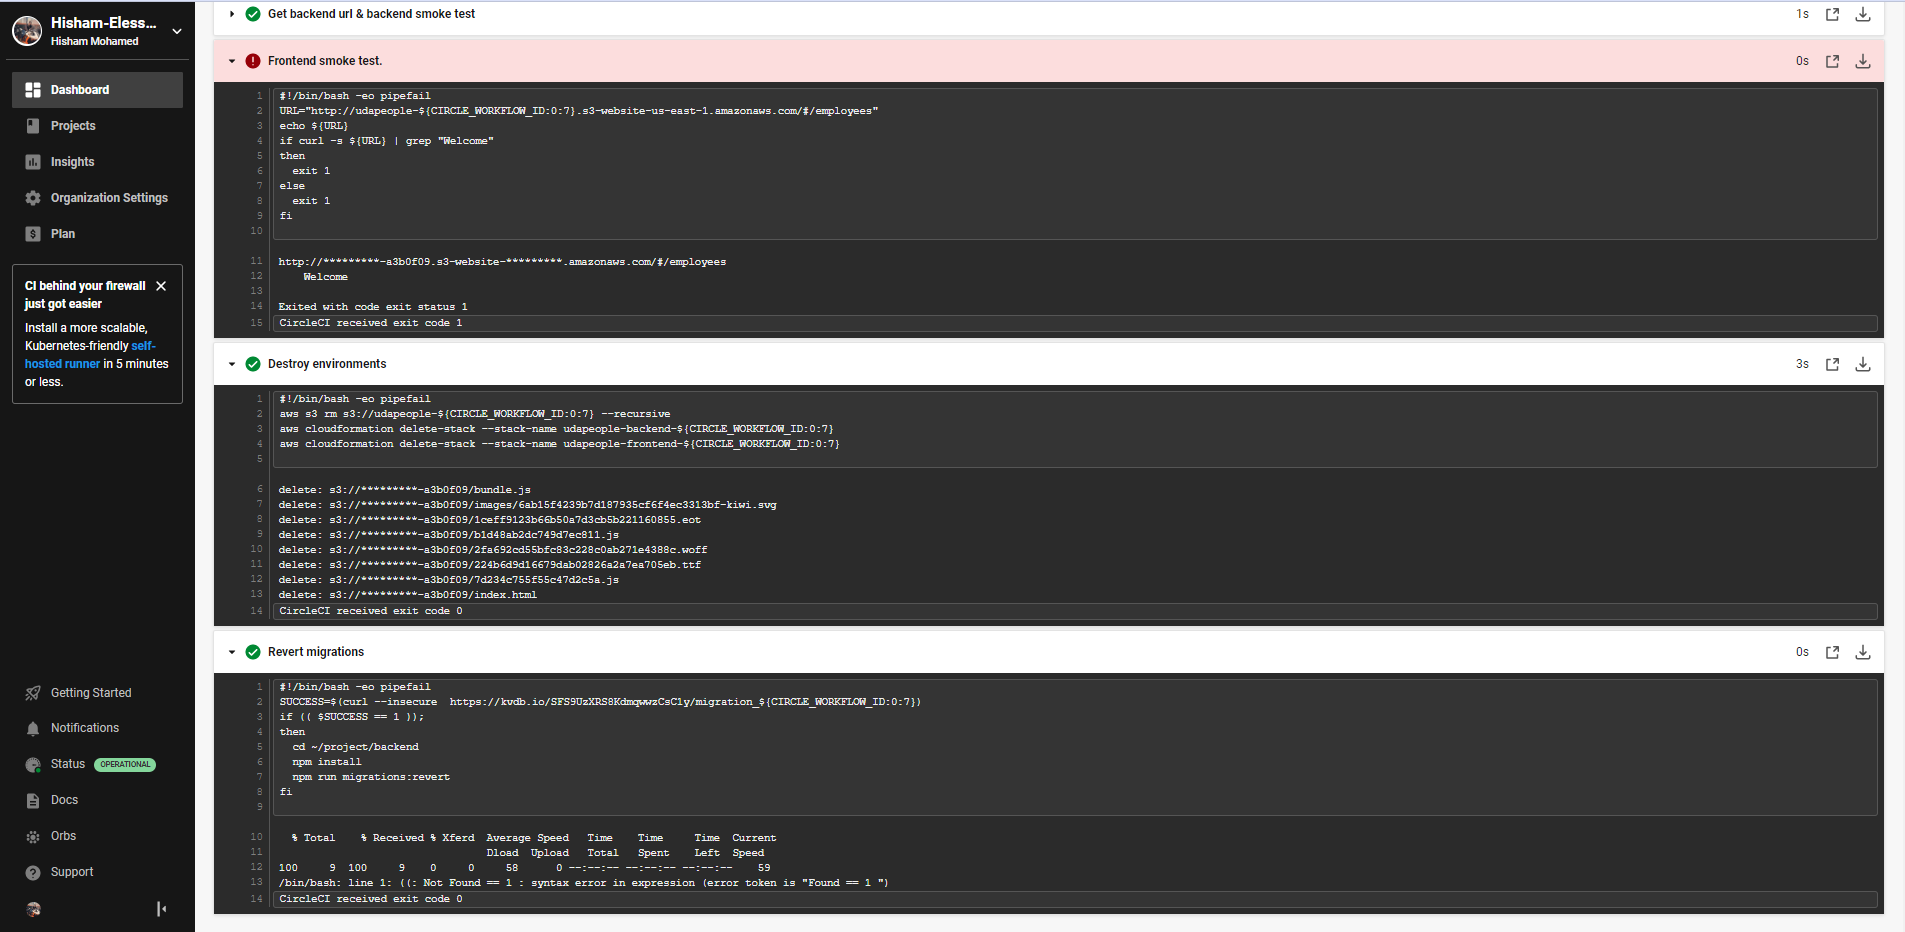 Hisham-Eless...
Hisham Mohamed
Dashboard
Projects
Insights
Organization Settings
Plan
CI behind your firewall
just got easier
Install a more scalable,
Kubernetes-friendly self-
hosted runner in 5 minutes
or less.
Getting Started
Notifications
Status OPERATIONAL
Docs
Orbs
Support
Get backend url & backend smoke test 1s
Frontend smoke test. 0s
1 #!/bin/bash -eo pipefail
2 URL="http://udapeople-${CIRCLE_WORKFLOW_ID:0:7}.s3-website-us-east-1.amazonaws.com/#/employees"
3 echo ${URL}
4 if curl -s ${URL} | grep "Welcome"
5 then
6 exit 1
7 else
8 exit 1
9 fi
10
11 http://*********-a3b0f09.s3-website-*********.amazonaws.com/#/employees
12 Welcome
13
14 Exited with code exit status 1
15 CircleCI received exit code 1
Destroy environments 3s
1 #!/bin/bash -eo pipefail
2 aws s3 rm s3://udapeople-${CIRCLE_WORKFLOW_ID:0:7} --recursive
3 aws cloudformation delete-stack --stack-name udapeople-backend-${CIRCLE_WORKFLOW_ID:0:7}
4 aws cloudformation delete-stack --stack-name udapeople-frontend-${CIRCLE_WORKFLOW_ID:0:7}
5
6 delete: s3://*********-a3b0f09/bundle.js
7 delete: s3://*********-a3b0f09/images/6ab15f4239b7d187935cf6f4ec3313bf-kiwi.svg
8 delete: s3://*********-a3b0f09/1ceff9123b66b50a7d3cb5b221160855.eot
9 delete: s3://*********-a3b0f09/b1d48ab2dc749d7ec811.js
10 delete: s3://*********-a3b0f09/2fa692cd55bfc83c228c0ab271e4388c.woff
11 delete: s3://*********-a3b0f09/224b6d9d16679dab02826a2a7ea705eb.ttf
12 delete: s3://*********-a3b0f09/7d234c755f55c47d2c5a.js
13 delete: s3://*********-a3b0f09/index.html
14 CircleCI received exit code 0
Revert migrations 0s
1 #!/bin/bash -eo pipefail
2 SUCCESS=$(curl --insecure  https://kvdb.io/SFS9UzXRS8KdmqwwzCsC1y/migration_${CIRCLE_WORKFLOW_ID:0:7})
3 if (( $SUCCESS == 1 ));
4 then
5 cd ~/project/backend
6 npm install
7 npm run migrations:revert
8 fi
9
10 % Total % Received % Xferd Average Speed Time Time Time Current
11 Dload Upload Total Spent Left Speed
12 100 9 100 9 0 0 58 0 --:--:-- --:--:-- --:--:-- 59
13 /bin/bash: line 1: ((: Not Found == 1 : syntax error in expression (error token is "Found == 1 ")
14 CircleCI received exit code 0